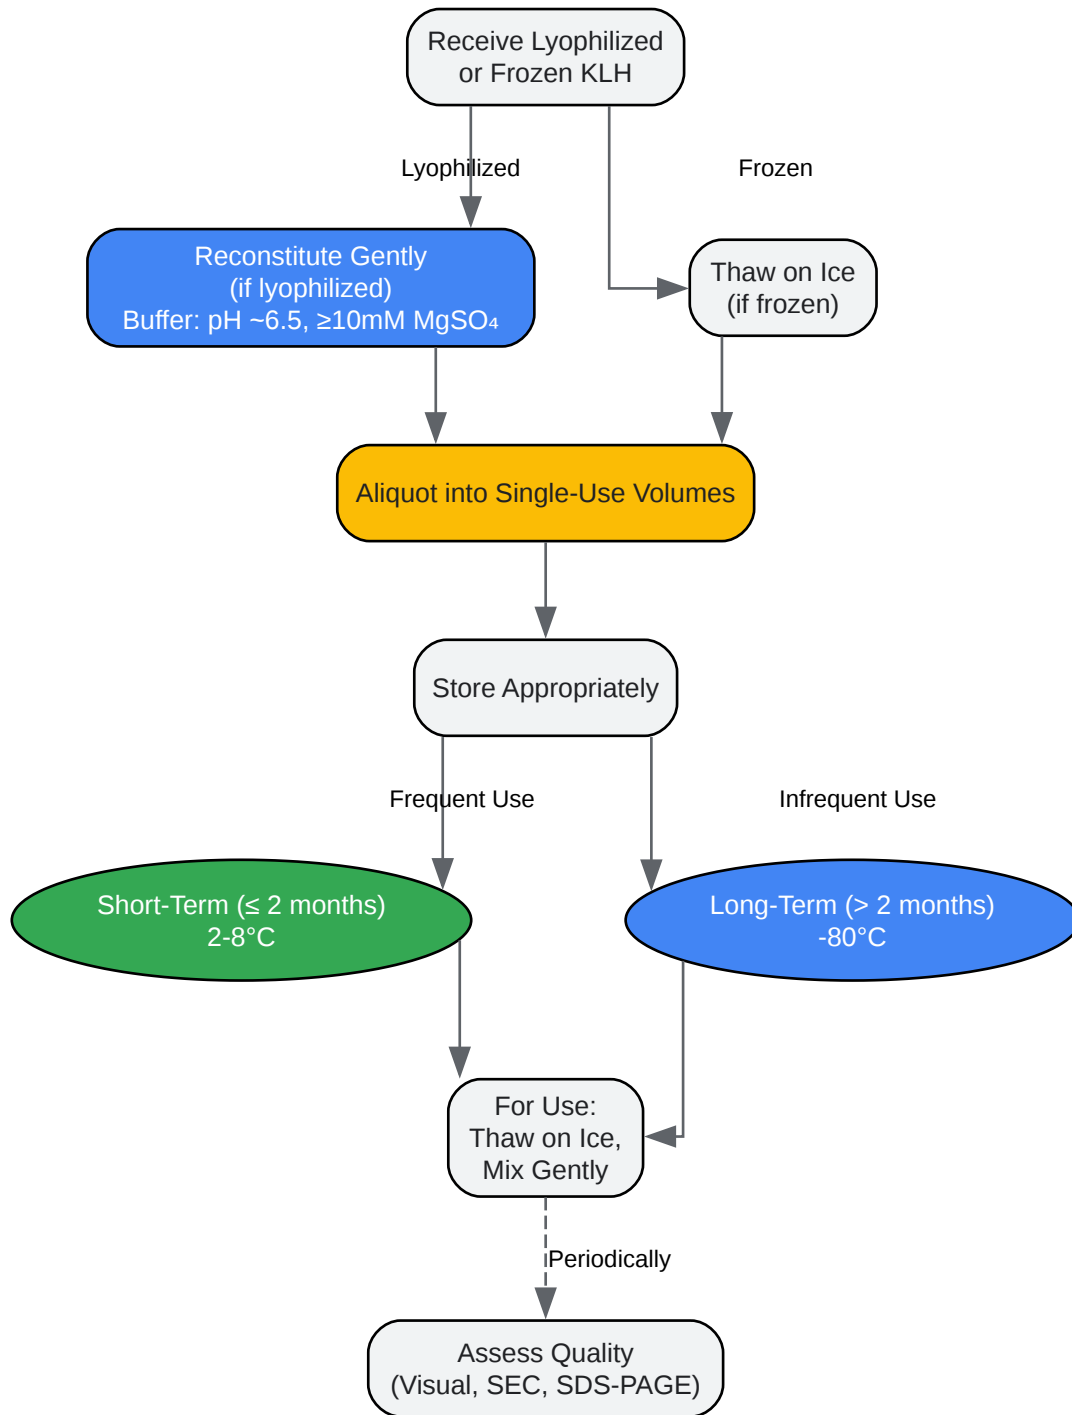 Receive Lyophilized
or Frozen KLH
Lyophilized
Frozen
Reconstitute Gently
(if lyophilized)
Buffer: pH ~6.5, ≥10mM MgSO₄
Thaw on Ice
(if frozen)
Aliquot into Single-Use Volumes
Store Appropriately
Frequent Use
Infrequent Use
Short-Term (≤ 2 months)
2-8°C
Long-Term (> 2 months)
-80°C
For Use:
Thaw on Ice,
Mix Gently
Periodically
Assess Quality
(Visual, SEC, SDS-PAGE)